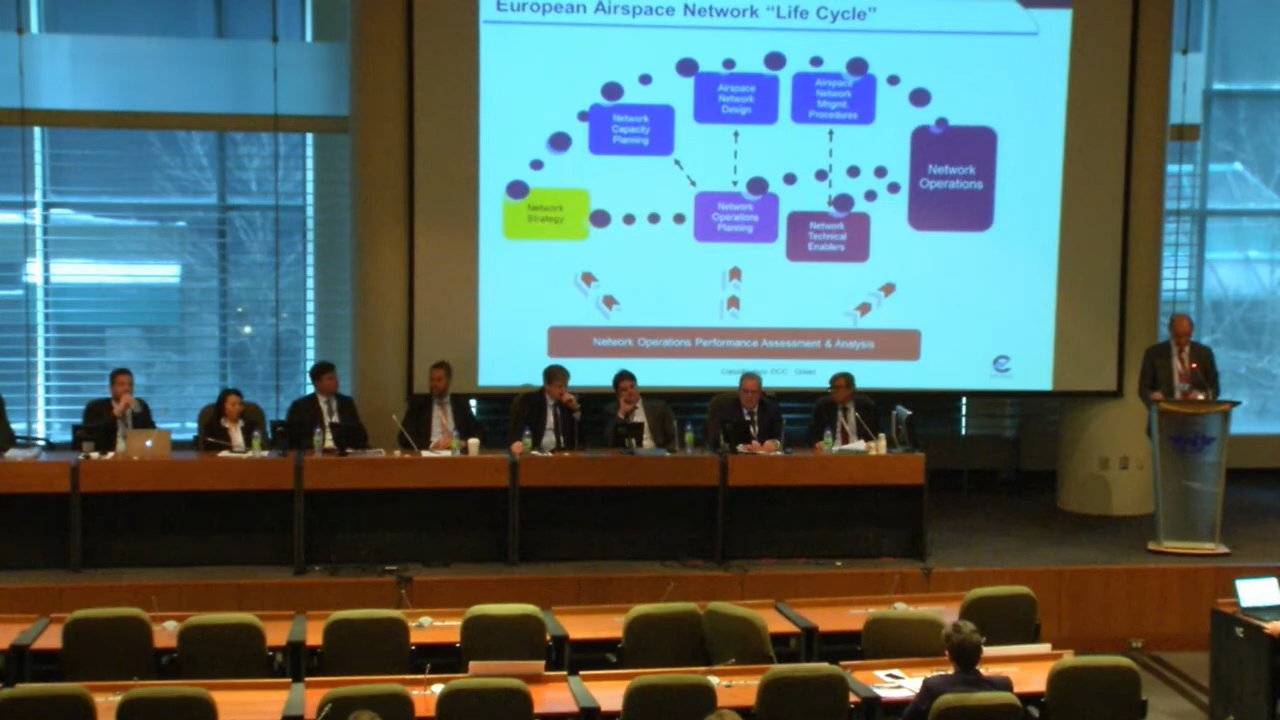 European Airspace Network “Life Cycle”
Airspace
Network
Design
Airspace
Network
Mngmt.
Procedures
Network
Capacity
Planning
Network
Operations
Network
Strategy
Network
Operations
Planning
Network
Technical
Enablers
Network Operations Performance Assessment & Analysis